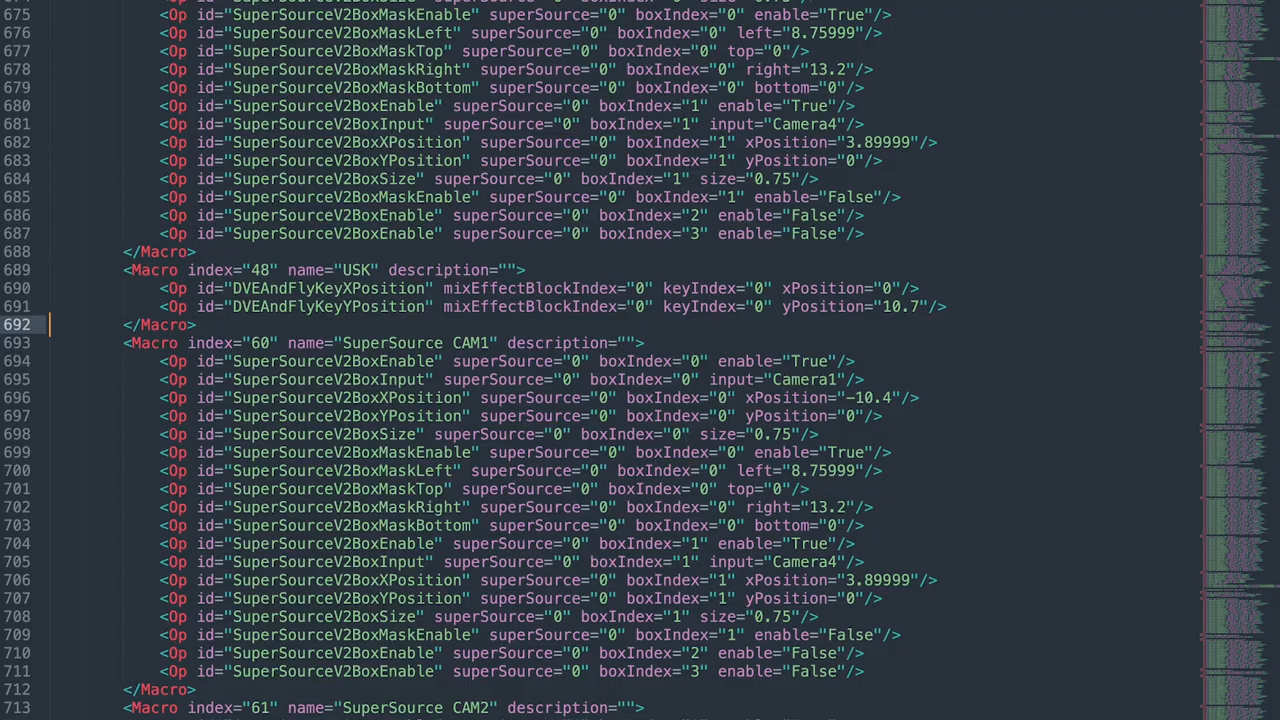 675 <Op id="SuperSourceV2BoxMaskEnable" superSource="0" boxIndex="0" enable="True"/>
676 <Op id="SuperSourceV2BoxMaskLeft" superSource="0" boxIndex="0" left="8.75999"/>
677 <Op id="SuperSourceV2BoxMaskTop" superSource="0" boxIndex="0" top="0"/>
678 <Op id="SuperSourceV2BoxMaskRight" superSource="0" boxIndex="0" right="13.2"/>
679 <Op id="SuperSourceV2BoxMaskBottom" superSource="0" boxIndex="0" bottom="0"/>
680 <Op id="SuperSourceV2BoxEnable" superSource="0" boxIndex="1" enable="True"/>
681 <Op id="SuperSourceV2BoxInput" superSource="0" boxIndex="1" input="Camera4"/>
682 <Op id="SuperSourceV2BoxXPosition" superSource="0" boxIndex="1" xPosition="3.89999"/>
683 <Op id="SuperSourceV2BoxYPosition" superSource="0" boxIndex="1" yPosition="0"/>
684 <Op id="SuperSourceV2BoxSize" superSource="0" boxIndex="1" size="0.75"/>
685 <Op id="SuperSourceV2BoxMaskEnable" superSource="0" boxIndex="1" enable="False"/>
686 <Op id="SuperSourceV2BoxEnable" superSource="0" boxIndex="2" enable="False"/>
687 <Op id="SuperSourceV2BoxEnable" superSource="0" boxIndex="3" enable="False"/>
688 </Macro>
689 <Macro index="48" name="USK" description="">
690 <Op id="DVEAndFlyKeyXPosition" mixEffectBlockIndex="0" keyIndex="0" xPosition="0"/>
691 <Op id="DVEAndFlyKeyYPosition" mixEffectBlockIndex="0" keyIndex="0" yPosition="10.7"/>
692 </Macro>
693 <Macro index="60" name="SuperSource CAM1" description="">
694 <Op id="SuperSourceV2BoxEnable" superSource="0" boxIndex="0" enable="True"/>
695 <Op id="SuperSourceV2BoxInput" superSource="0" boxIndex="0" input="Camera1"/>
696 <Op id="SuperSourceV2BoxXPosition" superSource="0" boxIndex="0" xPosition="-10.4"/>
697 <Op id="SuperSourceV2BoxYPosition" superSource="0" boxIndex="0" yPosition="0"/>
698 <Op id="SuperSourceV2BoxSize" superSource="0" boxIndex="0" size="0.75"/>
699 <Op id="SuperSourceV2BoxMaskEnable" superSource="0" boxIndex="0" enable="True"/>
700 <Op id="SuperSourceV2BoxMaskLeft" superSource="0" boxIndex="0" left="8.75999"/>
701 <Op id="SuperSourceV2BoxMaskTop" superSource="0" boxIndex="0" top="0"/>
702 <Op id="SuperSourceV2BoxMaskRight" superSource="0" boxIndex="0" right="13.2"/>
703 <Op id="SuperSourceV2BoxMaskBottom" superSource="0" boxIndex="0" bottom="0"/>
704 <Op id="SuperSourceV2BoxEnable" superSource="0" boxIndex="1" enable="True"/>
705 <Op id="SuperSourceV2BoxInput" superSource="0" boxIndex="1" input="Camera4"/>
706 <Op id="SuperSourceV2BoxXPosition" superSource="0" boxIndex="1" xPosition="3.89999"/>
707 <Op id="SuperSourceV2BoxYPosition" superSource="0" boxIndex="1" yPosition="0"/>
708 <Op id="SuperSourceV2BoxSize" superSource="0" boxIndex="1" size="0.75"/>
709 <Op id="SuperSourceV2BoxMaskEnable" superSource="0" boxIndex="1" enable="False"/>
710 <Op id="SuperSourceV2BoxEnable" superSource="0" boxIndex="2" enable="False"/>
711 <Op id="SuperSourceV2BoxEnable" superSource="0" boxIndex="3" enable="False"/>
712 </Macro>
713 <Macro index="61" name="SuperSource CAM2" description="">